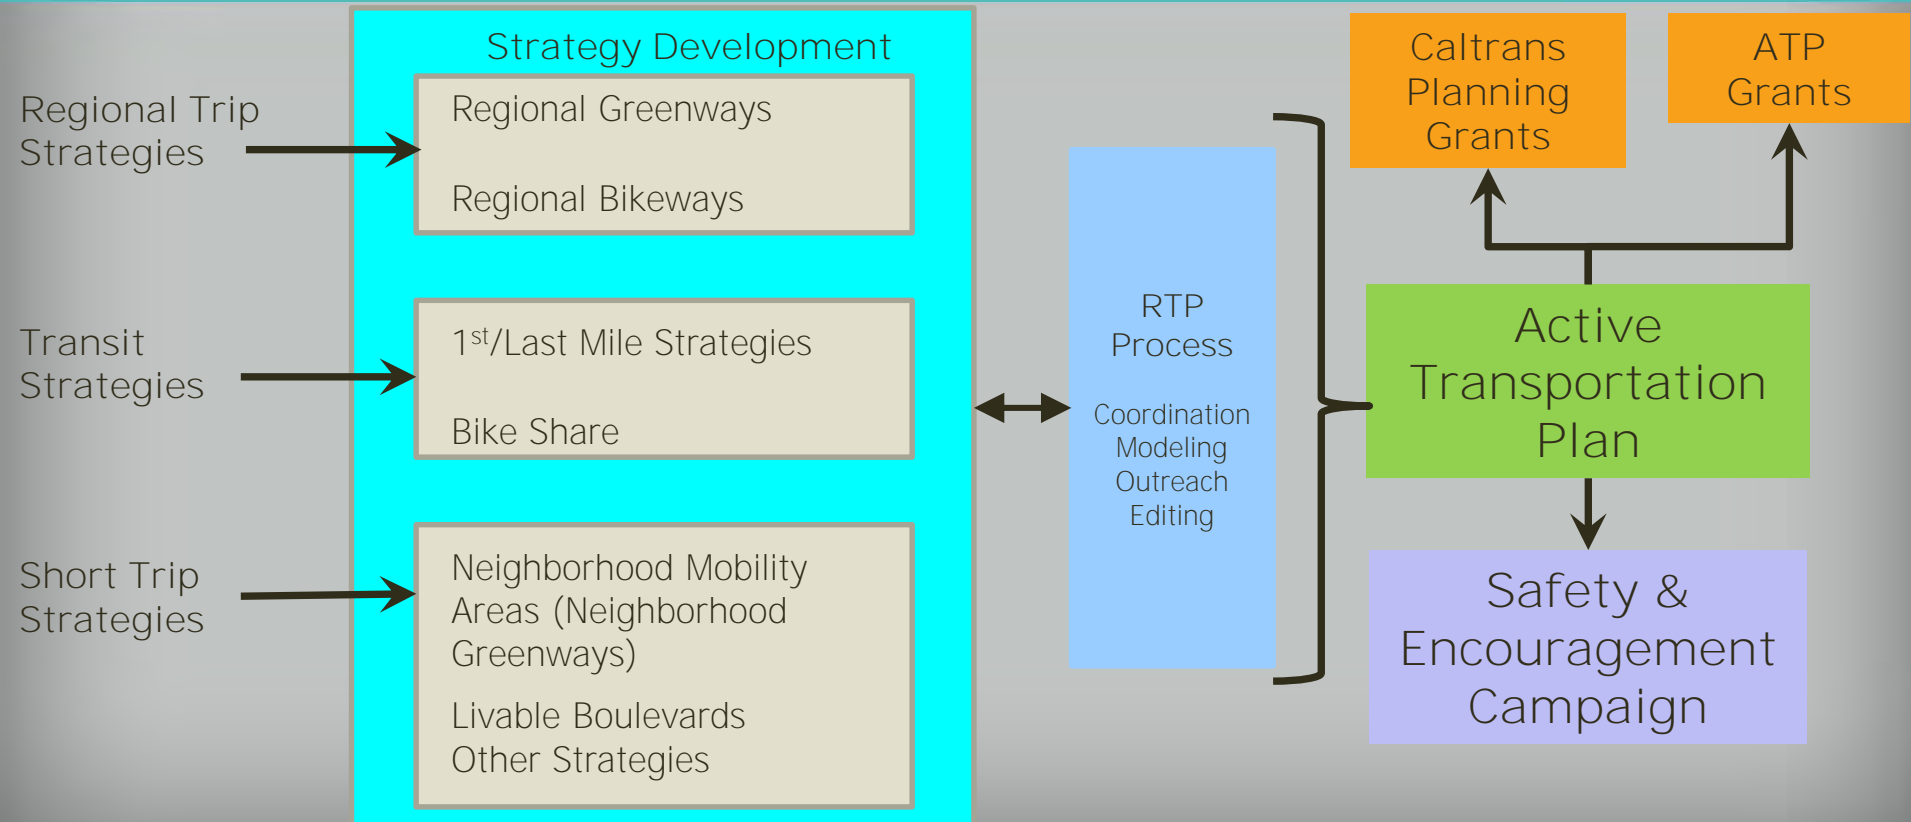 Strategy Development
Regional Trip
Strategies
Regional Greenways
Regional Bikeways
Transit
Strategies
1st/Last Mile Strategies
Bike Share
Short Trip
Strategies
Neighborhood Mobility
Areas (Neighborhood
Greenways)
Livable Boulevards
Other Strategies
RTP
Process
Coordination
Modeling
Outreach
Editing
Caltrans
Planning
Grants
ATP
Grants
Active
Transportation
Plan
Safety &
Encouragement
Campaign